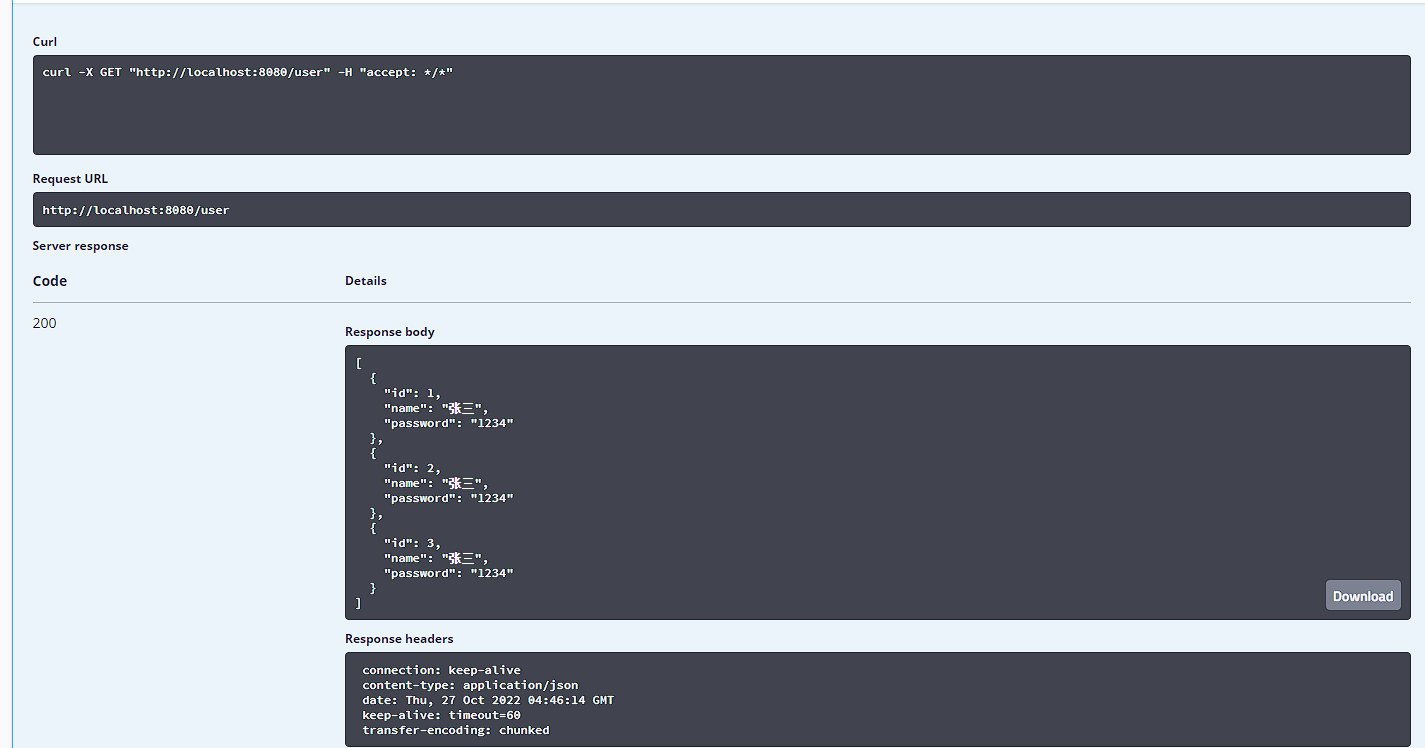 Curl
curl -X GET "http://localhost:8080/user" -H "accept: */*"
Request URL
http://localhost:8080/user
Server response
Code Details
200
Response body
[
  {
    "id": 1,
    "name": "张三",
    "password": "1234"
  },
  {
    "id": 2,
    "name": "张三",
    "password": "1234"
  },
  {
    "id": 3,
    "name": "张三",
    "password": "1234"
  }
]
Download
Response headers
connection: keep-alive
content-type: application/json
date: Thu, 27 Oct 2022 04:46:14 GMT
keep-alive: timeout=60
transfer-encoding: chunked